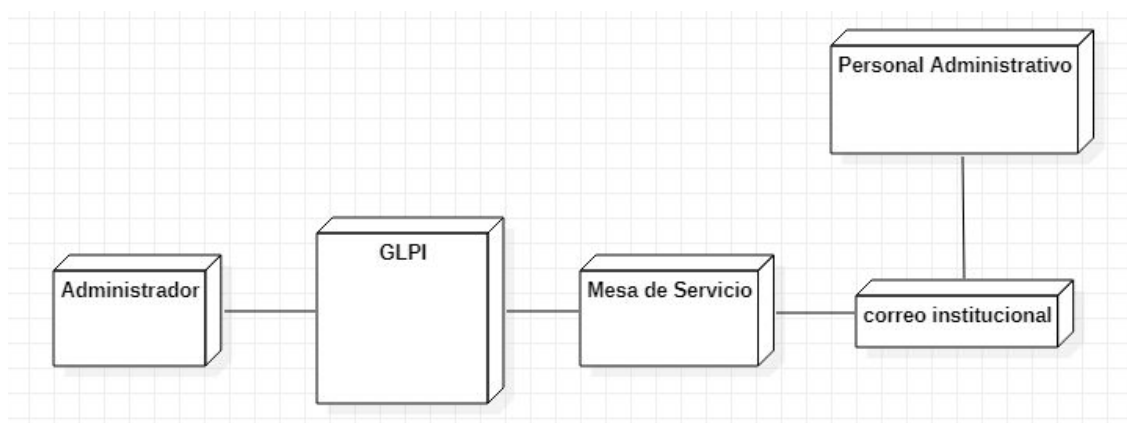 Personal Administrativo
GLPI
Administrador
Mesa de Servicio
correo institucional